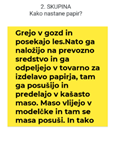 2. SKUPINA
Kako nastane papir?
Grejo v gozd in
posekajo les.Nato ga
naložijo na prevozno
sredstvo in ga
odpeljejo v tovarno za
izdelavo papirja, tam
ga posušijo in
predelajo v kašasto
maso. Maso vlijejo v
modelčke in tam se
masa posuši. In tako